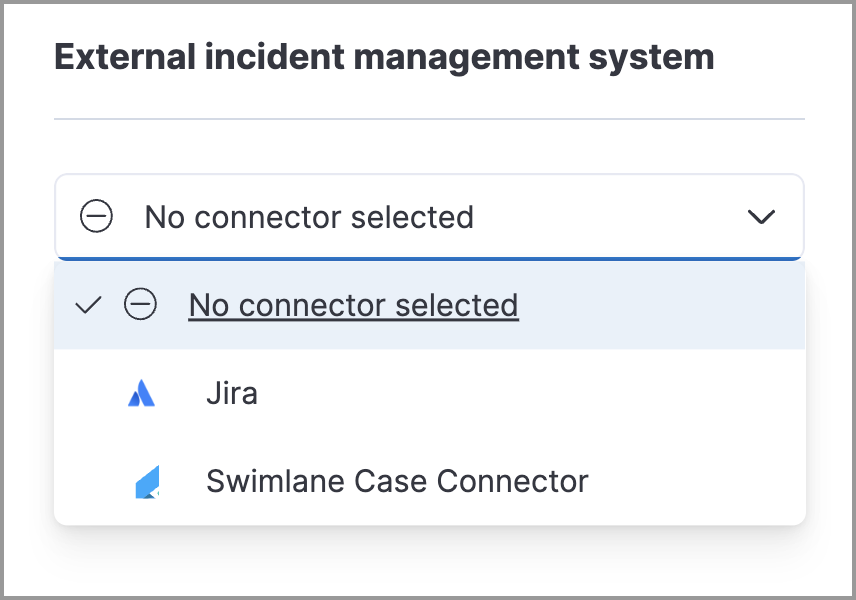 External incident management system
No connector selected
No connector selected
Jira
Swimlane Case Connector